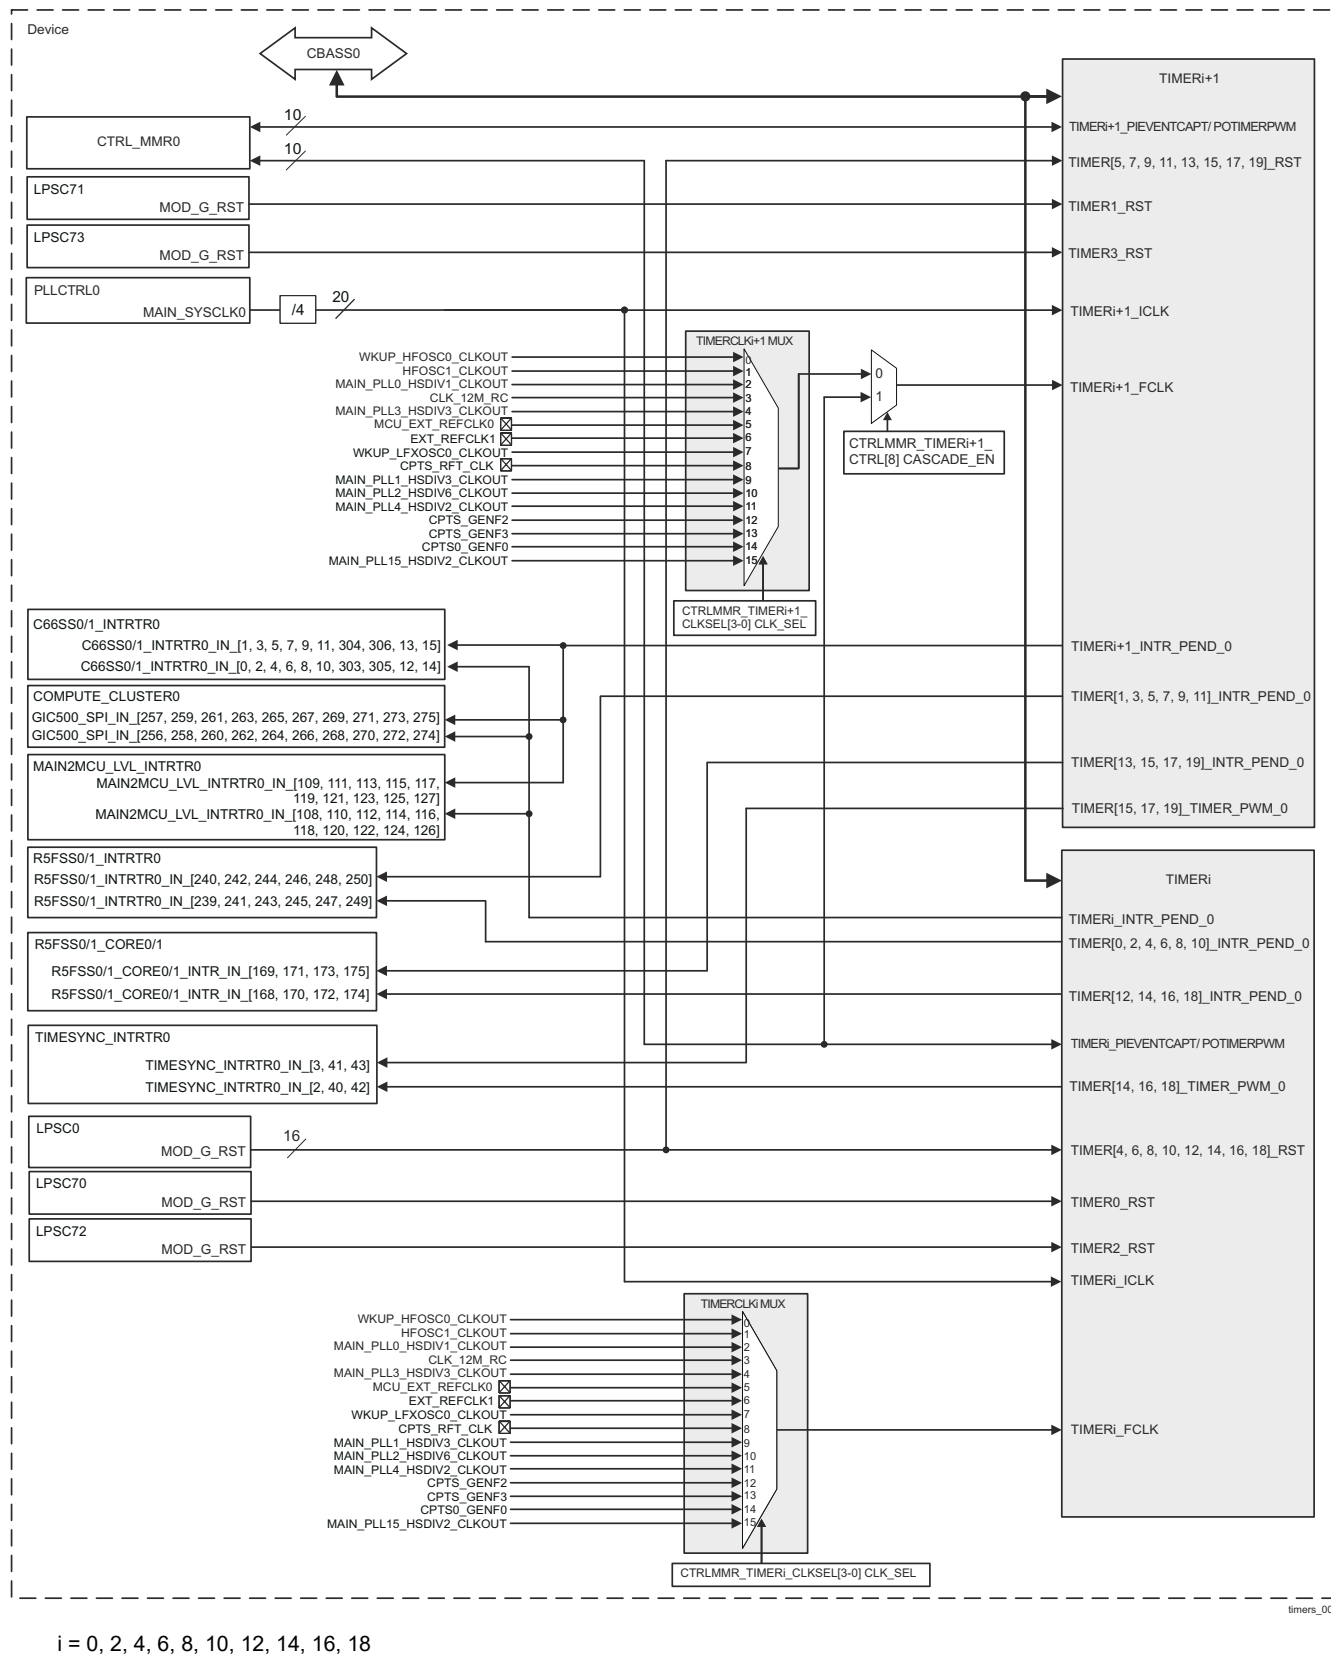 Device
CBASS0
TIMERi+1
10
TIMERi+1_PIEVENTCAPT/ POTIMERPWM
CTRL_MMR0
10
TIMER[5, 7, 9, 11, 13, 15, 17, 19]_RST
LPSC71
MOD_G_RST
TIMER1_RST
LPSC73
MOD_G_RST
TIMER3_RST
PLLCTRL0
MAIN_SYSCLK0
/4
20
TIMERi+1_ICLK
TIMERCLKi+1 MUX
WKUP_HFOSC0_CLKOUT 0
HFOSC1_CLKOUT 1
MAIN_PLL0_HSDIV1_CLKOUT 2
CLK_12M_RC 3
MAIN_PLL3_HSDIV3_CLKOUT 4
MCU_EXT_REFCLK0 5
EXT_REFCLK1 6
WKUP_LFXOSC0_CLKOUT 7
CPTS_RFT_CLK 8
MAIN_PLL1_HSDIV3_CLKOUT 9
MAIN_PLL2_HSDIV6_CLKOUT 10
MAIN_PLL4_HSDIV2_CLKOUT 11
CPTS_GENF2 12
CPTS_GENF3 13
CPTS0_GENF0 14
MAIN_PLL15_HSDIV2_CLKOUT 15
0
1
TIMERi+1_FCLK
CTRLMMR_TIMERi+1_
CTRL[8] CASCADE_EN
CTRLMMR_TIMERi+1_
CLKSEL[3-0] CLK_SEL
C66SS0/1_INTRTR0
C66SS0/1_INTRTR0_IN_[1, 3, 5, 7, 9, 11, 304, 306, 13, 15]
C66SS0/1_INTRTR0_IN_[0, 2, 4, 6, 8, 10, 303, 305, 12, 14]
TIMERi+1_INTR_PEND_0
COMPUTE_CLUSTER0
GIC500_SPI_IN_[257, 259, 261, 263, 265, 267, 269, 271, 273, 275]
GIC500_SPI_IN_[256, 258, 260, 262, 264, 266, 268, 270, 272, 274]
TIMER[1, 3, 5, 7, 9, 11]_INTR_PEND_0
MAIN2MCU_LVL_INTRTR0
MAIN2MCU_LVL_INTRTR0_IN_[109, 111, 113, 115, 117,
119, 121, 123, 125, 127]
MAIN2MCU_LVL_INTRTR0_IN_[108, 110, 112, 114, 116,
118, 120, 122, 124, 126]
TIMER[13, 15, 17, 19]_INTR_PEND_0
TIMER[15, 17, 19]_TIMER_PWM_0
R5FSS0/1_INTRTR0
R5FSS0/1_INTRTR0_IN_[240, 242, 244, 246, 248, 250]
R5FSS0/1_INTRTR0_IN_[239, 241, 243, 245, 247, 249]
TIMERi
TIMERi_INTR_PEND_0
TIMER[0, 2, 4, 6, 8, 10]_INTR_PEND_0
R5FSS0/1_CORE0/1
R5FSS0/1_CORE0/1_INTR_IN_[169, 171, 173, 175]
R5FSS0/1_CORE0/1_INTR_IN_[168, 170, 172, 174]
TIMER[12, 14, 16, 18]_INTR_PEND_0
TIMESYNC_INTRTR0
TIMESYNC_INTRTR0_IN_[3, 41, 43]
TIMESYNC_INTRTR0_IN_[2, 40, 42]
TIMERi_PIEVENTCAPT/ POTIMERPWM
TIMER[14, 16, 18]_TIMER_PWM_0
LPSC0
MOD_G_RST
16
TIMER[4, 6, 8, 10, 12, 14, 16, 18]_RST
LPSC70
MOD_G_RST
TIMER0_RST
LPSC72
MOD_G_RST
TIMER2_RST
TIMERi_ICLK
TIMERCLKi MUX
WKUP_HFOSC0_CLKOUT 0
HFOSC1_CLKOUT 1
MAIN_PLL0_HSDIV1_CLKOUT 2
CLK_12M_RC 3
MAIN_PLL3_HSDIV3_CLKOUT 4
MCU_EXT_REFCLK0 5
EXT_REFCLK1 6
WKUP_LFXOSC0_CLKOUT 7
CPTS_RFT_CLK 8
MAIN_PLL1_HSDIV3_CLKOUT 9
MAIN_PLL2_HSDIV6_CLKOUT 10
MAIN_PLL4_HSDIV2_CLKOUT 11
CPTS_GENF2 12
CPTS_GENF3 13
CPTS0_GENF0 14
MAIN_PLL15_HSDIV2_CLKOUT 15
TIMERi_FCLK
CTRLMMR_TIMERi_CLKSEL[3-0] CLK_SEL
timers_00
i = 0, 2, 4, 6, 8, 10, 12, 14, 16, 18